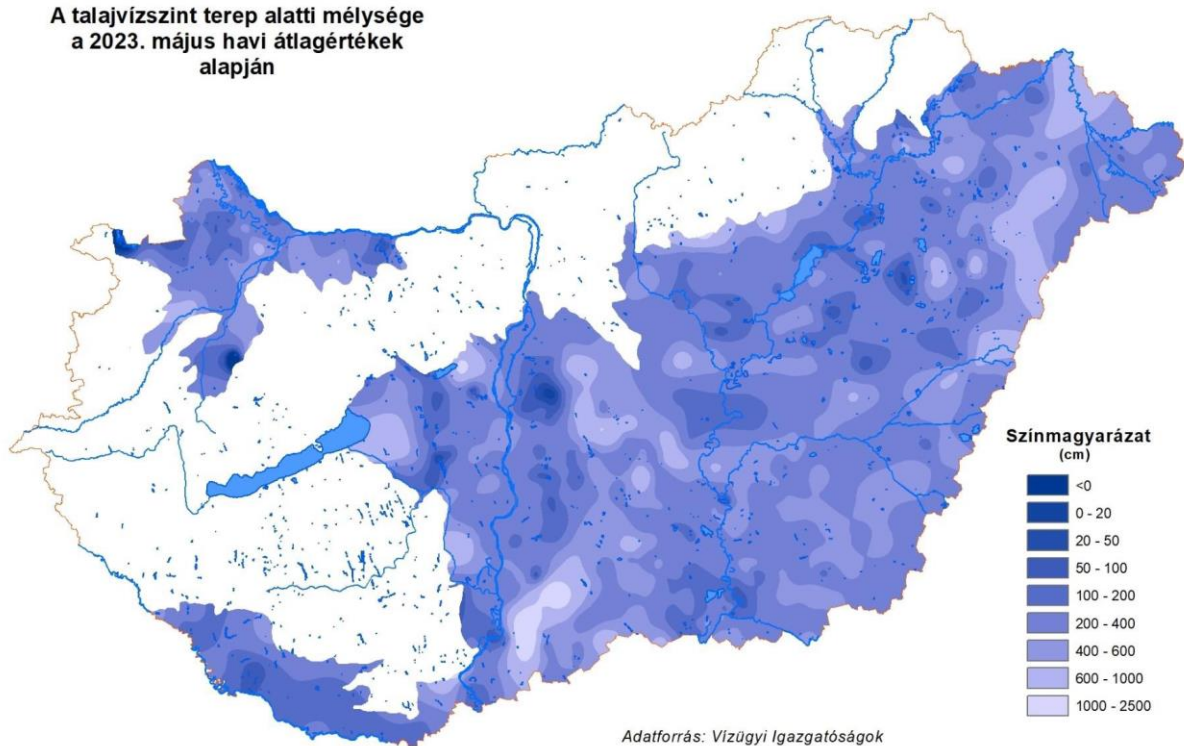 A talajvízszint terep alatti mélysége
a 2023. május havi átlagértékek
alapján
Színmagyarázat
(cm)
<0
0 - 20
20 - 50
50 - 100
100 - 200
200 - 400
400 - 600
600 - 1000
1000 - 2500
Adatforrás: Vízügyi Igazgatóságok